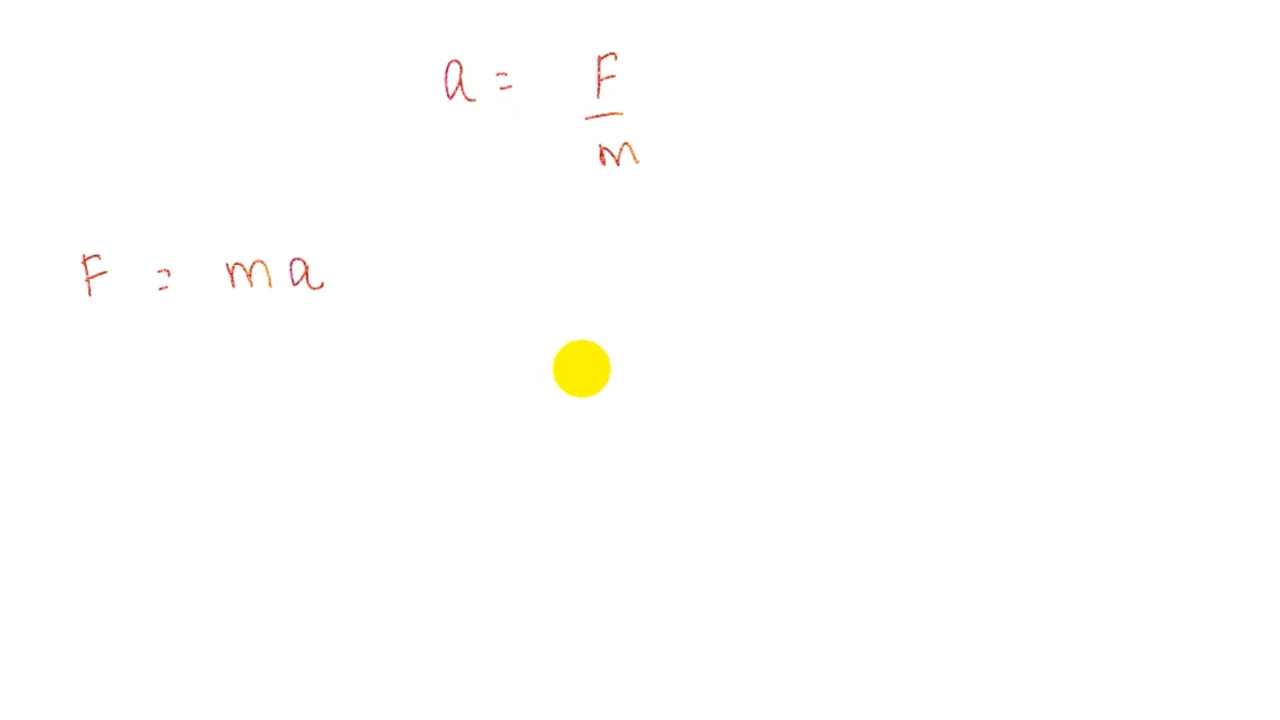 a = F/m
F = ma